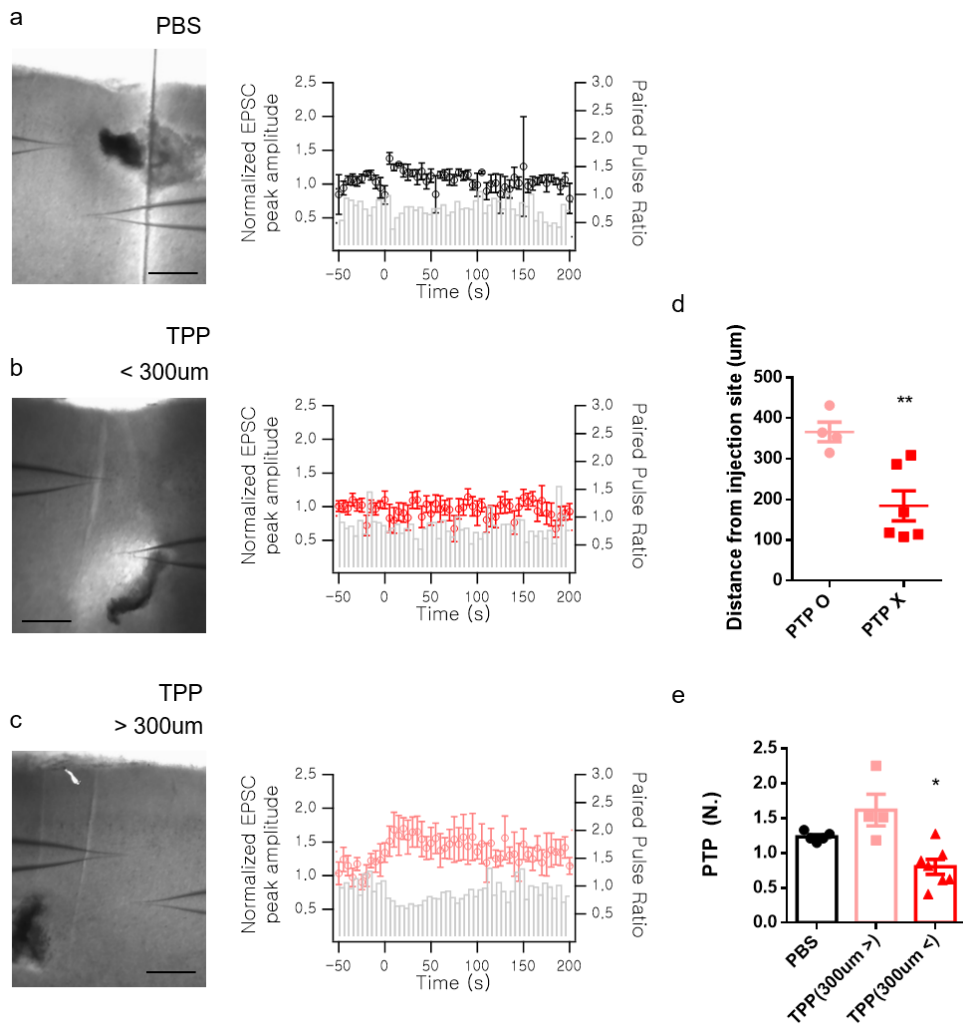 a
PBS
Normalized EPSC
peak amplitude
2.5
2.0
1.5
1.0
0.5
3.0
2.5
2.0
1.5
1.0
0.5
Paired Pulse Ratio
-50 0 50 100 150 200
Time (s)
TPP
< 300um
b
Normalized EPSC
peak amplitude
2.5
2.0
1.5
1.0
0.5
3.0
2.5
2.0
1.5
1.0
0.5
Paired Pulse Ratio
-50 0 50 100 150 200
Time (s)
TPP
> 300um
c
Normalized EPSC
peak amplitude
2.5
2.0
1.5
1.0
0.5
3.0
2.5
2.0
1.5
1.0
0.5
Paired Pulse Ratio
-50 0 50 100 150 200
Time (s)
d
Distance from injection site (um)
500
400
300
200
100
0
**
PTP O
PTP X
e
PTP (N.)
2.5
2.0
1.5
1.0
0.5
0.0
*
PBS
TPP(300um >)
TPP(300um <)